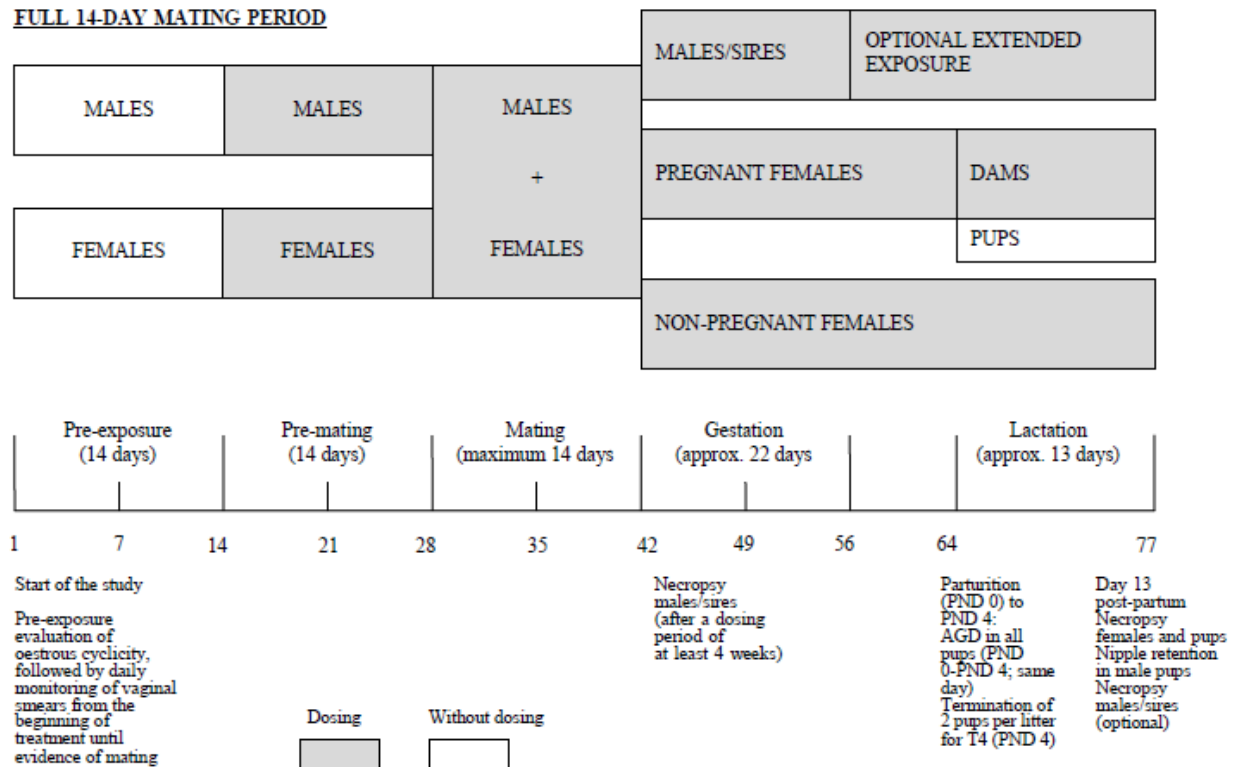 FULL 14-DAY MATING PERIOD
MALES/SIRES
OPTIONAL EXTENDED
EXPOSURE
MALES
MALES
MALES
+
FEMALES
PREGNANT FEMALES
DAMS
PUPS
FEMALES
FEMALES
NON-PREGNANT FEMALES
Pre-exposure
(14 days)
Pre-mating
(14 days)
Mating
(maximum 14 days
Gestation
(approx. 22 days
Lactation
(approx. 13 days)
1 7 14 21 28 35 42 49 56 64 77
Start of the study
Pre-exposure
evaluation of
oestrous cyclicity,
followed by daily
monitoring of vaginal
smears from the
beginning of
treatment until
evidence of mating
Dosing
Without dosing
Necropsy
males/sires
(after a dosing
period of
at least 4 weeks)
Parturition
(PND 0) to
PND 4:
AGD in all
pups (PND
0-PND 4; same
day)
Termination of
2 pups per litter
for T4 (PND 4)
Day 13
post-partum
Necropsy
females and pups
Nipple retention
in male pups
Necropsy
males/sires
(optional)